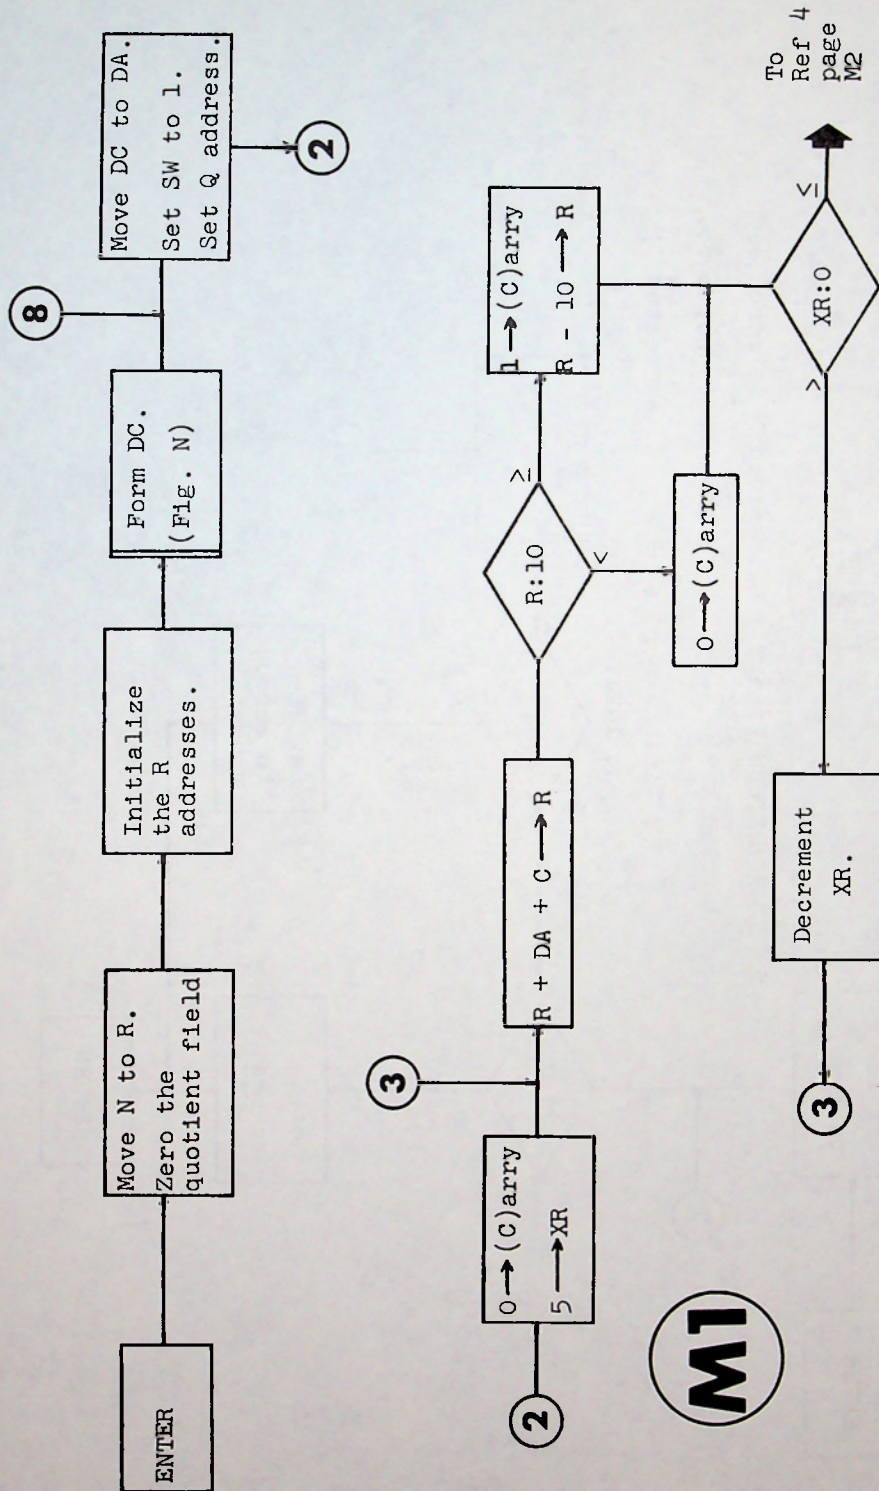 ENTER
Move N to R.
Zero the
quotient field
Initialize
the R
addresses.
Form DC.
(Fig. N)
8
Move DC to DA.
Set SW to 1.
Set Q address.
2
2
0→(C)arry
5→XR
3
R + DA + C→R
R:10
≥
<
1→(C)arry
R - 10→R
0→(C)arry
XR:0
>
≤
To
Ref 4
page
M2
Decrement
XR.
3
M1